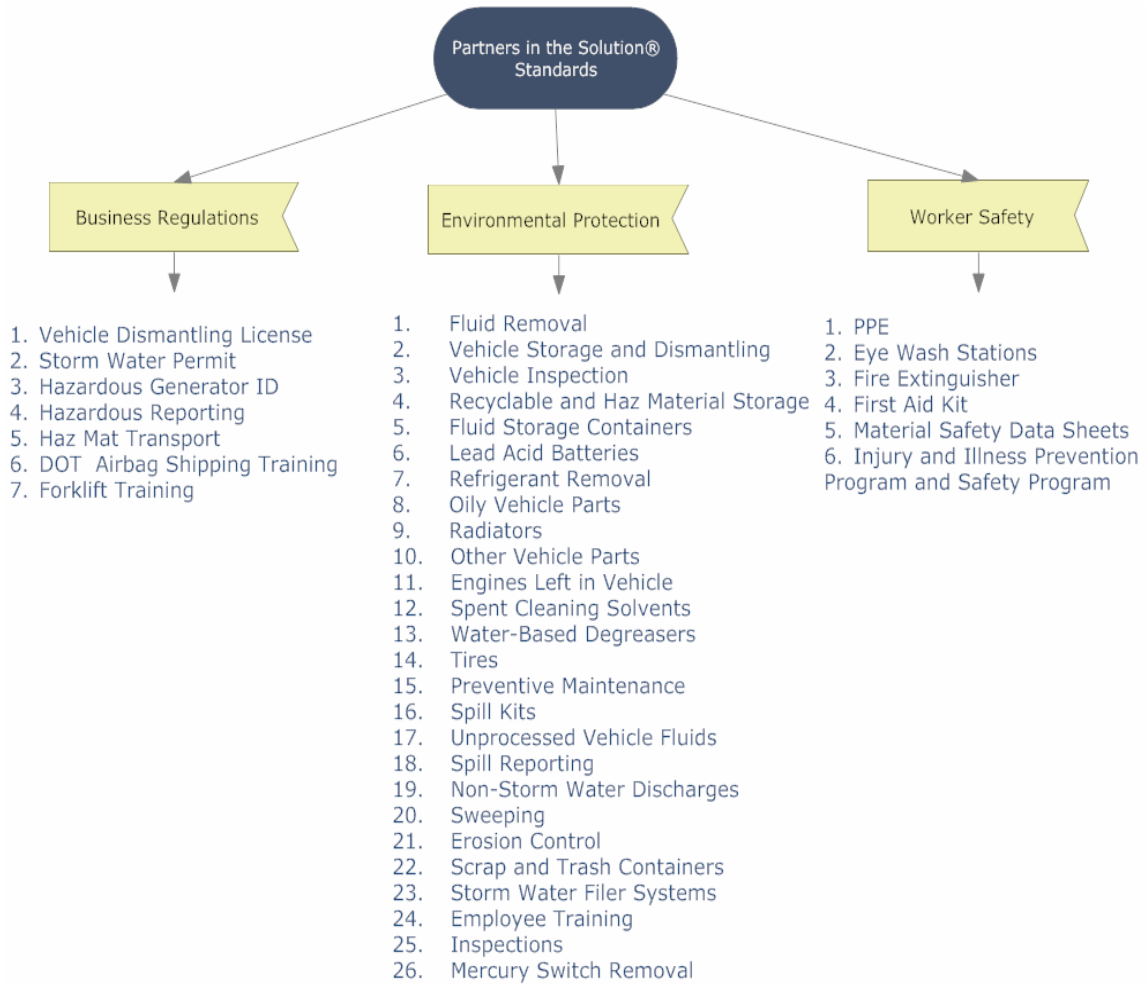 Partners in the Solution®
Standards
Business Regulations
1. Vehicle Dismantling License
2. Storm Water Permit
3. Hazardous Generator ID
4. Hazardous Reporting
5. Haz Mat Transport
6. DOT Airbag Shipping Training
7. Forklift Training
Environmental Protection
1. Fluid Removal
2. Vehicle Storage and Dismantling
3. Vehicle Inspection
4. Recyclable and Haz Material Storage
5. Fluid Storage Containers
6. Lead Acid Batteries
7. Refrigerant Removal
8. Oily Vehicle Parts
9. Radiators
10. Other Vehicle Parts
11. Engines Left in Vehicle
12. Spent Cleaning Solvents
13. Water-Based Degreasers
14. Tires
15. Preventive Maintenance
16. Spill Kits
17. Unprocessed Vehicle Fluids
18. Spill Reporting
19. Non-Storm Water Discharges
20. Sweeping
21. Erosion Control
22. Scrap and Trash Containers
23. Storm Water Filer Systems
24. Employee Training
25. Inspections
26. Mercury Switch Removal
Worker Safety
1. PPE
2. Eye Wash Stations
3. Fire Extinguisher
4. First Aid Kit
5. Material Safety Data Sheets
6. Injury and Illness Prevention
Program and Safety Program